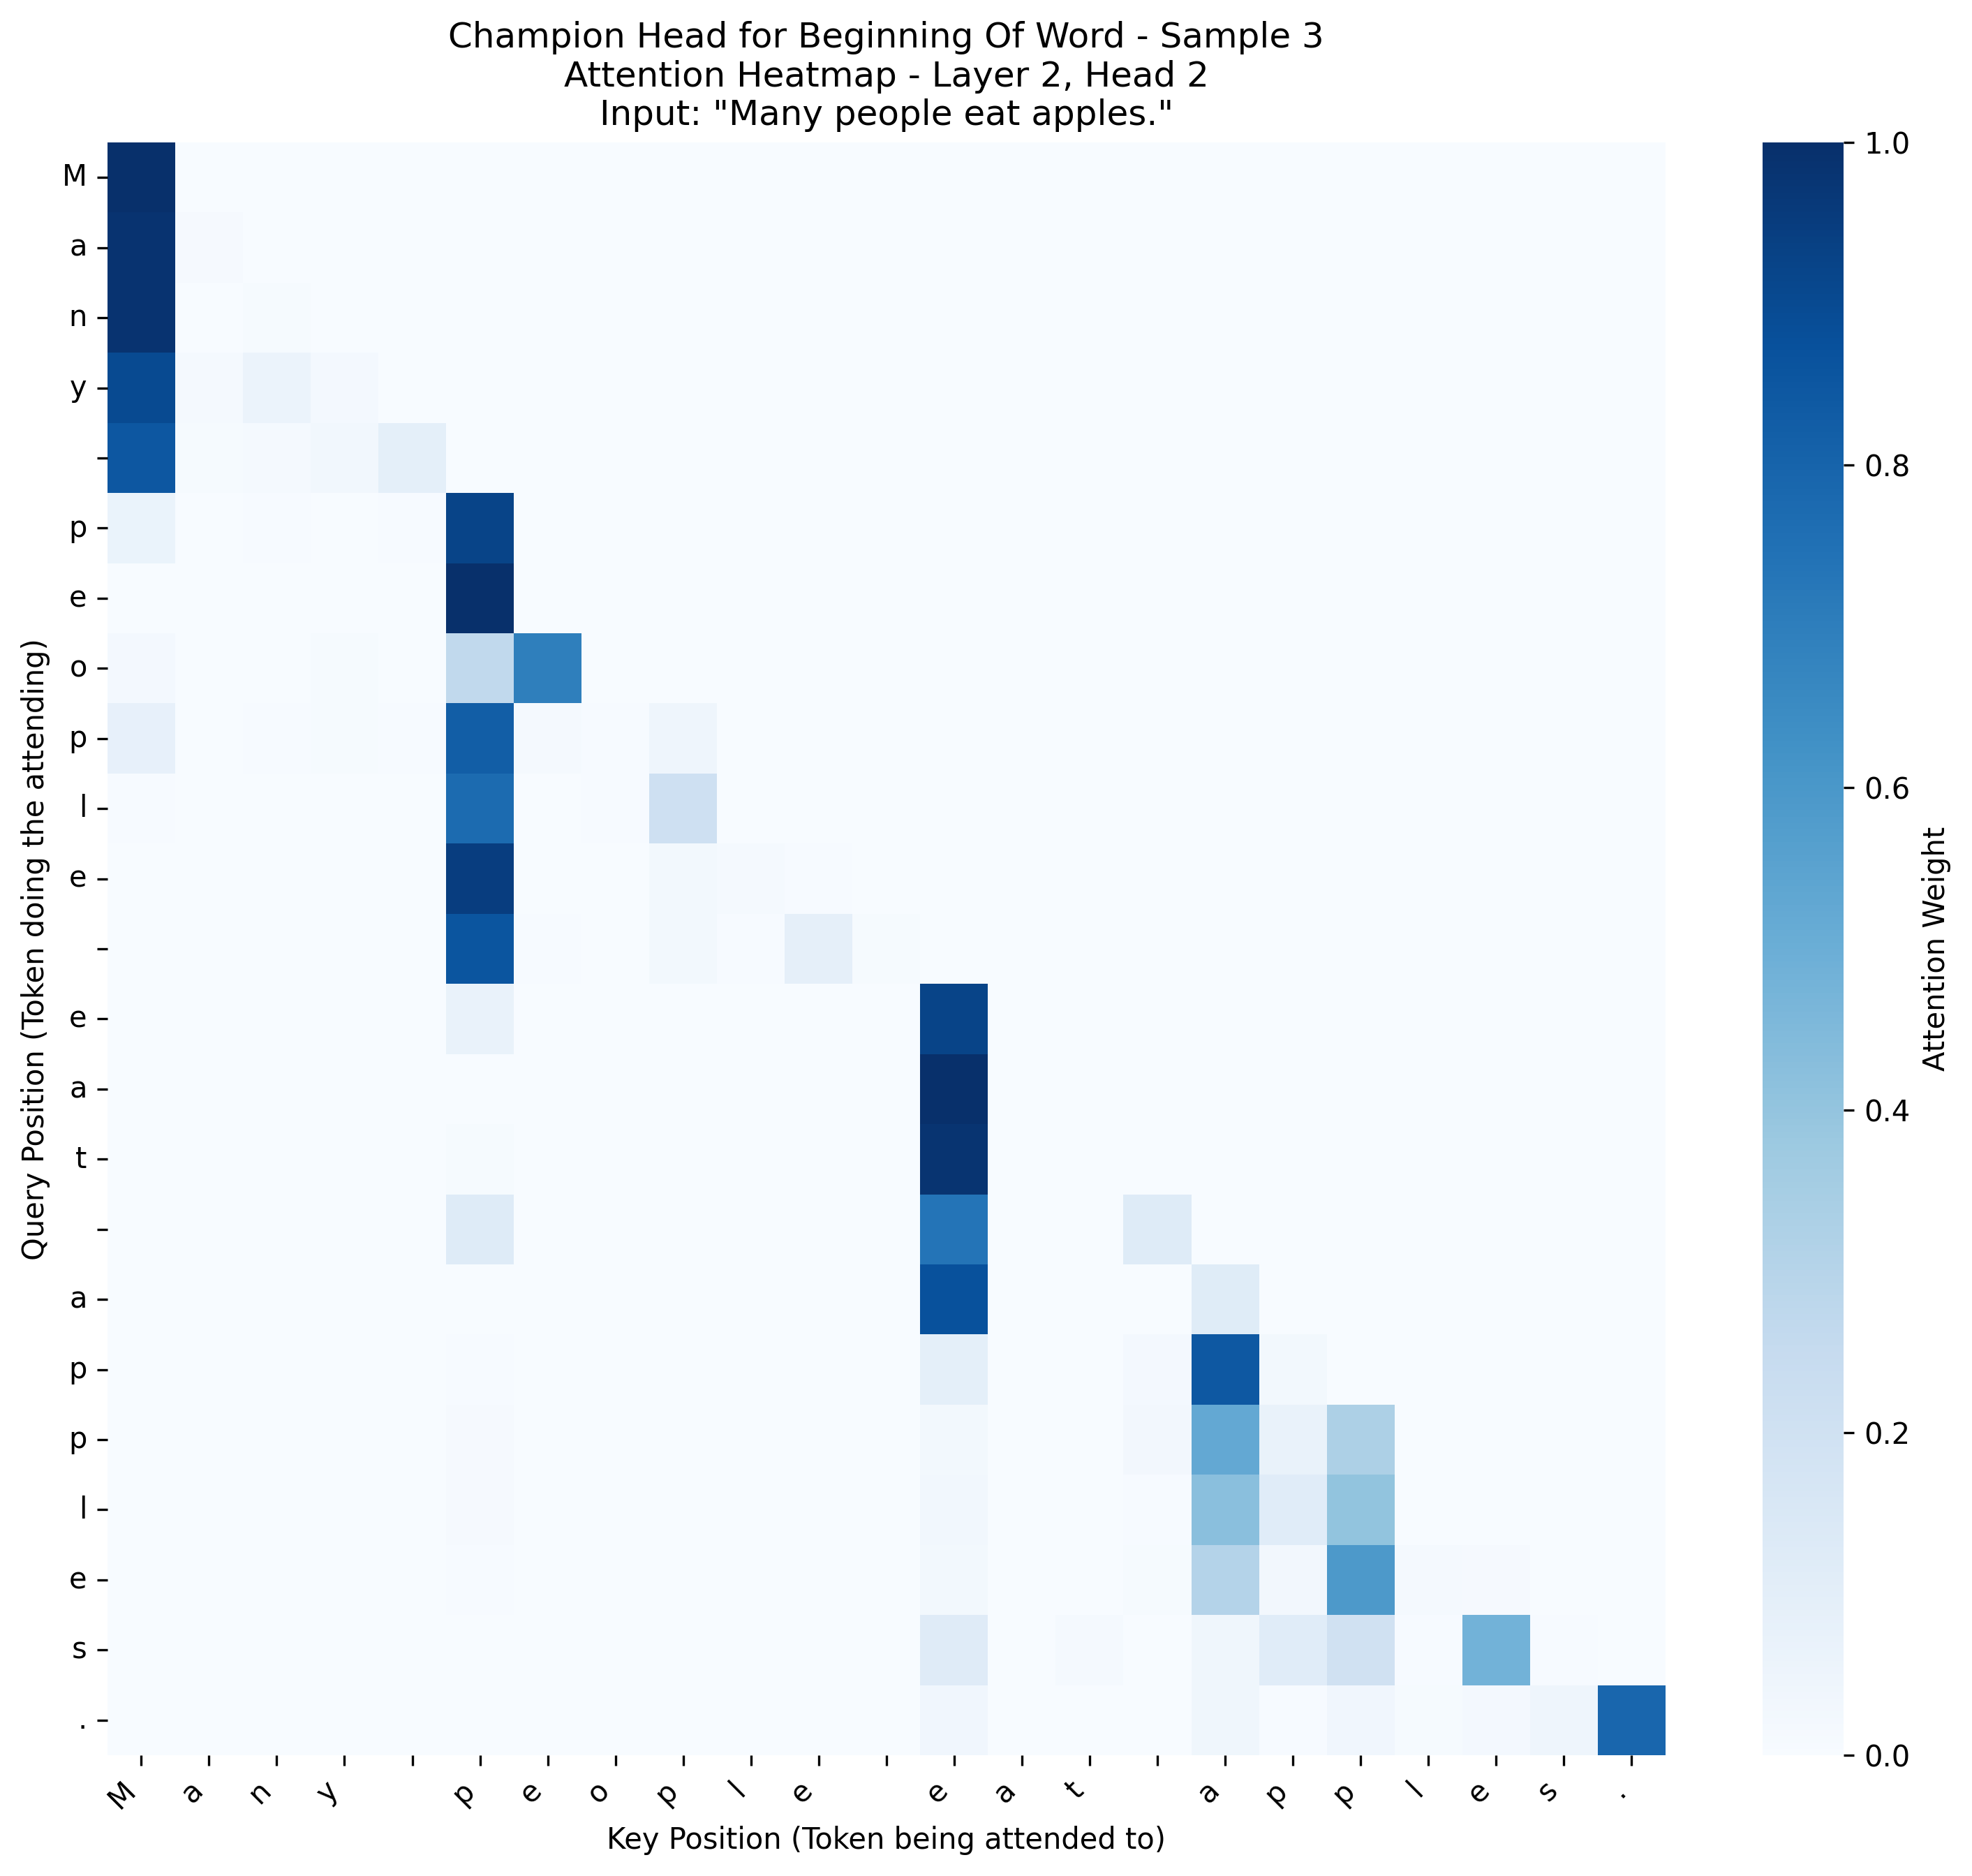 Champion Head for Beginning Of Word - Sample 3
Attention Heatmap - Layer 2, Head 2
Input: "Many people eat apples."
M
a
n
y
p
e
o
p
l
e
e
a
t
a
p
p
l
e
s
.
Query Position (Token doing the attending)
M a n y p e o p l e e a t a p p l e s .
Key Position (Token being attended to)
1.0
0.8
0.6
0.4
0.2
0.0
Attention Weight